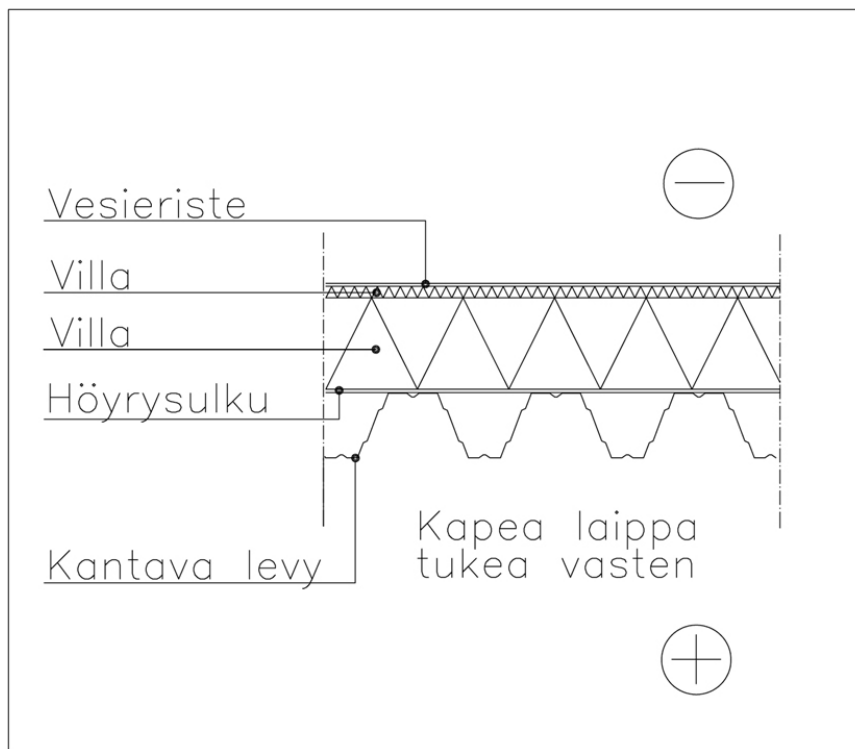 Vesieriste
Villa
Villa
Höyrysulku
Kantava levy
Kapea laippa
tukea vasten